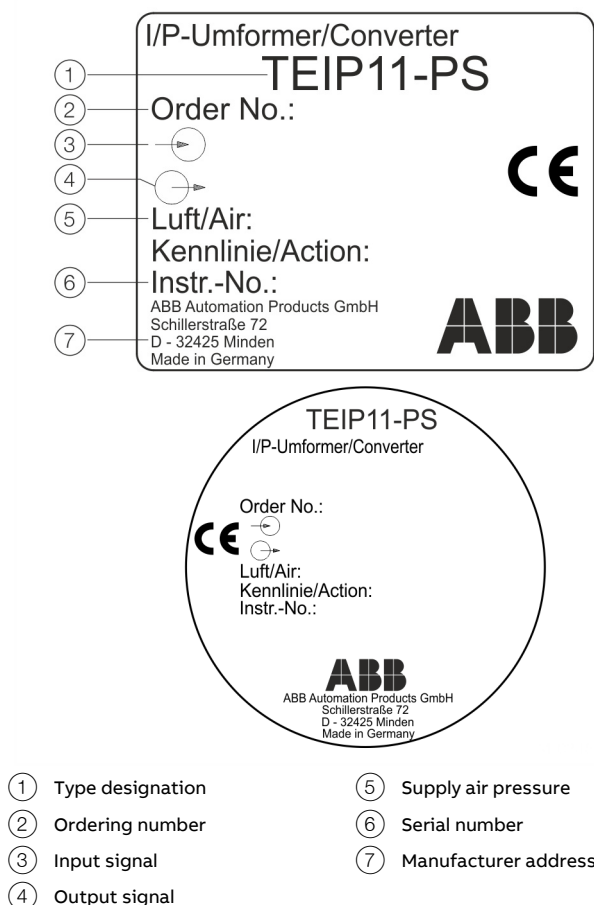 I/P-Umformer/Converter
1 TEIP11-PS
2 Order No.:
3
4
CE
5 Luft/Air:
Kennlinie/Action:
6 Instr.-No.:
ABB Automation Products GmbH
Schillerstraße 72
7 D - 32425 Minden
Made in Germany
ABB
TEIP11-PS
I/P-Umformer/Converter
Order No.:
CE
Luft/Air:
Kennlinie/Action:
Instr.-No.:
ABB
ABB Automation Products GmbH
Schillerstraße 72
D - 32425 Minden
Made in Germany
1 Type designation
2 Ordering number
3 Input signal
4 Output signal
5 Supply air pressure
6 Serial number
7 Manufacturer address